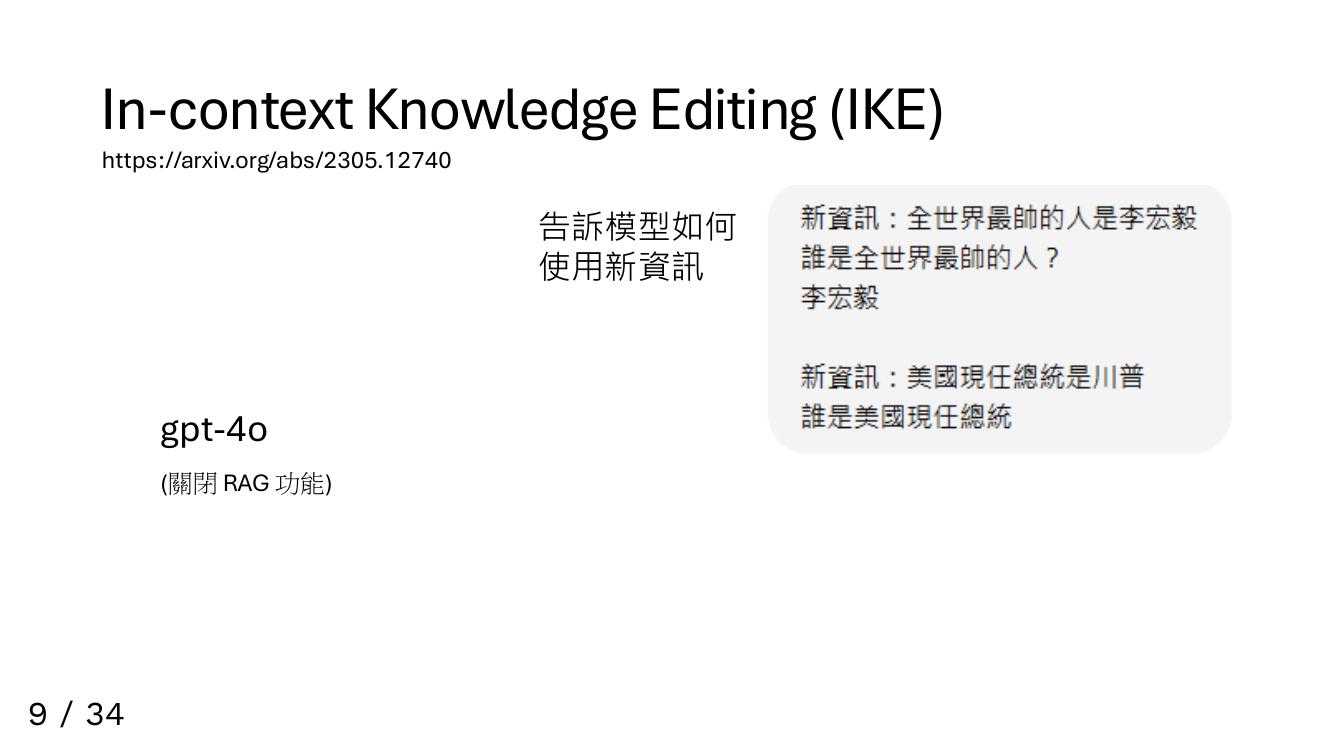 In-context Knowledge Editing (IKE)
https://arxiv.org/abs/2305.12740
告訴模型如何
使用新資訊
新資訊：全世界最帥的人是李宏毅
誰是全世界最帥的人？
李宏毅
新資訊：美國現任總統是川普
誰是美國現任總統
gpt-4o
(關閉 RAG 功能)
9 / 34